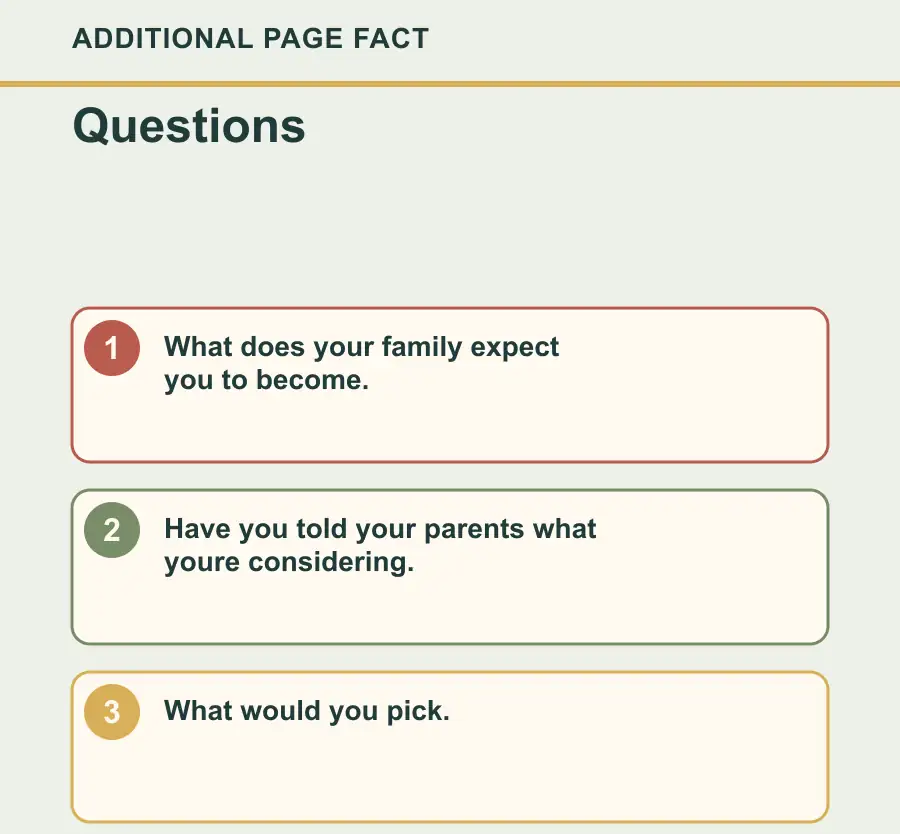 ADDITIONAL PAGE FACT
Questions
1
What does your family expect
you to become.
2
Have you told your parents what
youre considering.
3
What would you pick.